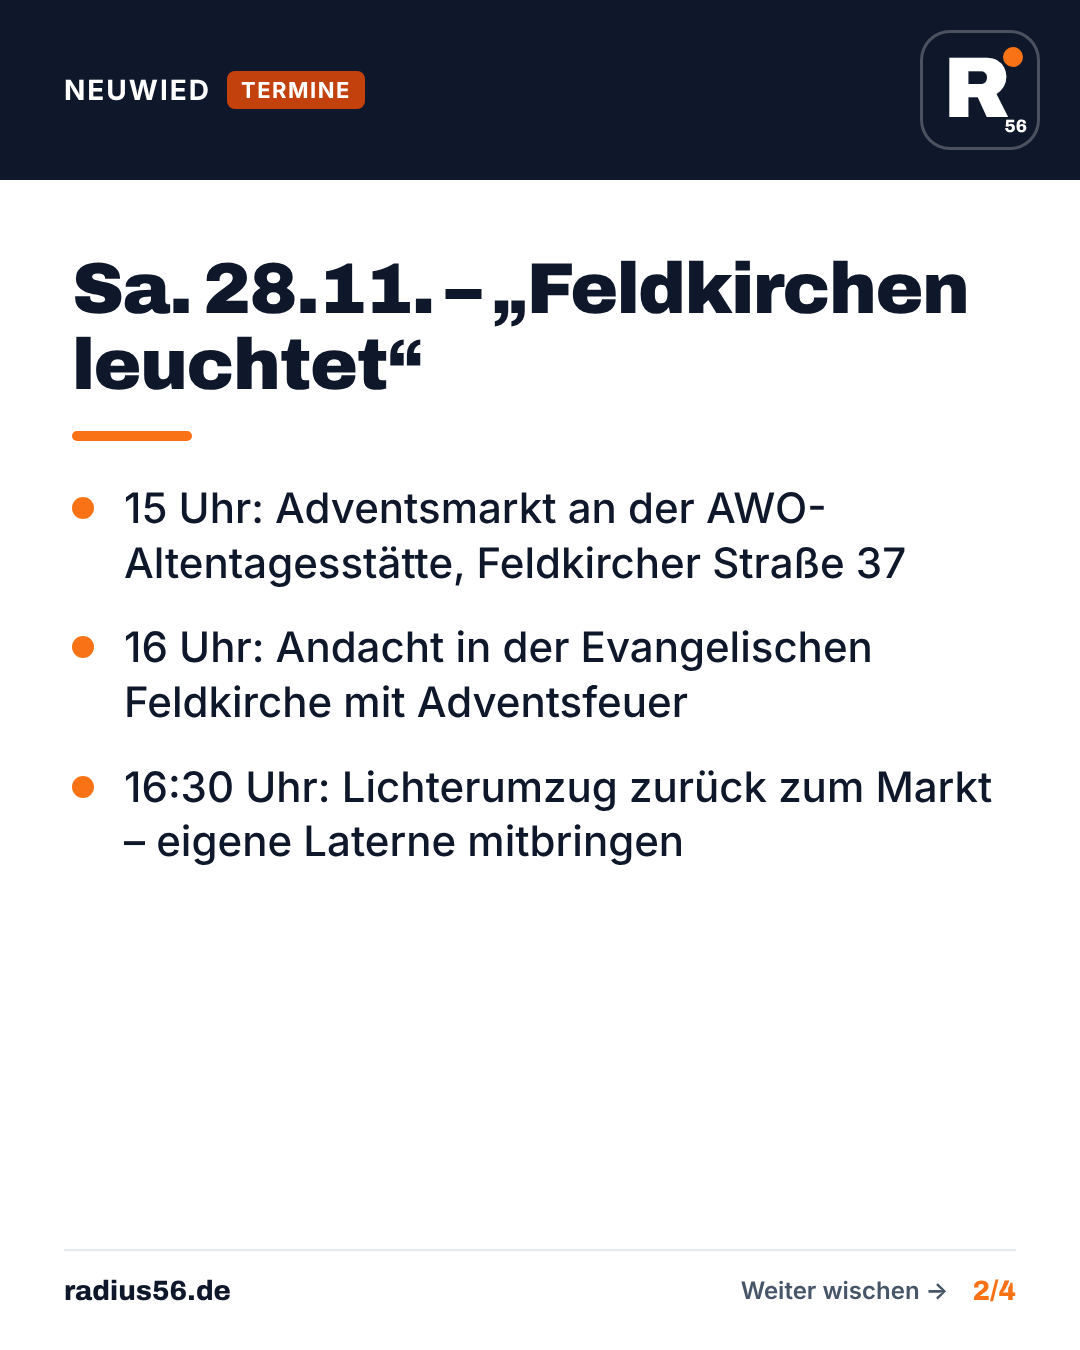 NEUWIED TERMINE
R
56
Sa. 28.11. – „Feldkirchen
leuchtet“
15 Uhr: Adventsmarkt an der AWO-
Altentagesstätte, Feldkircher Straße 37
16 Uhr: Andacht in der Evangelischen
Feldkirche mit Adventsfeuer
16:30 Uhr: Lichterumzug zurück zum Markt
– eigene Laterne mitbringen
radius56.de Weiter wischen → 2/4